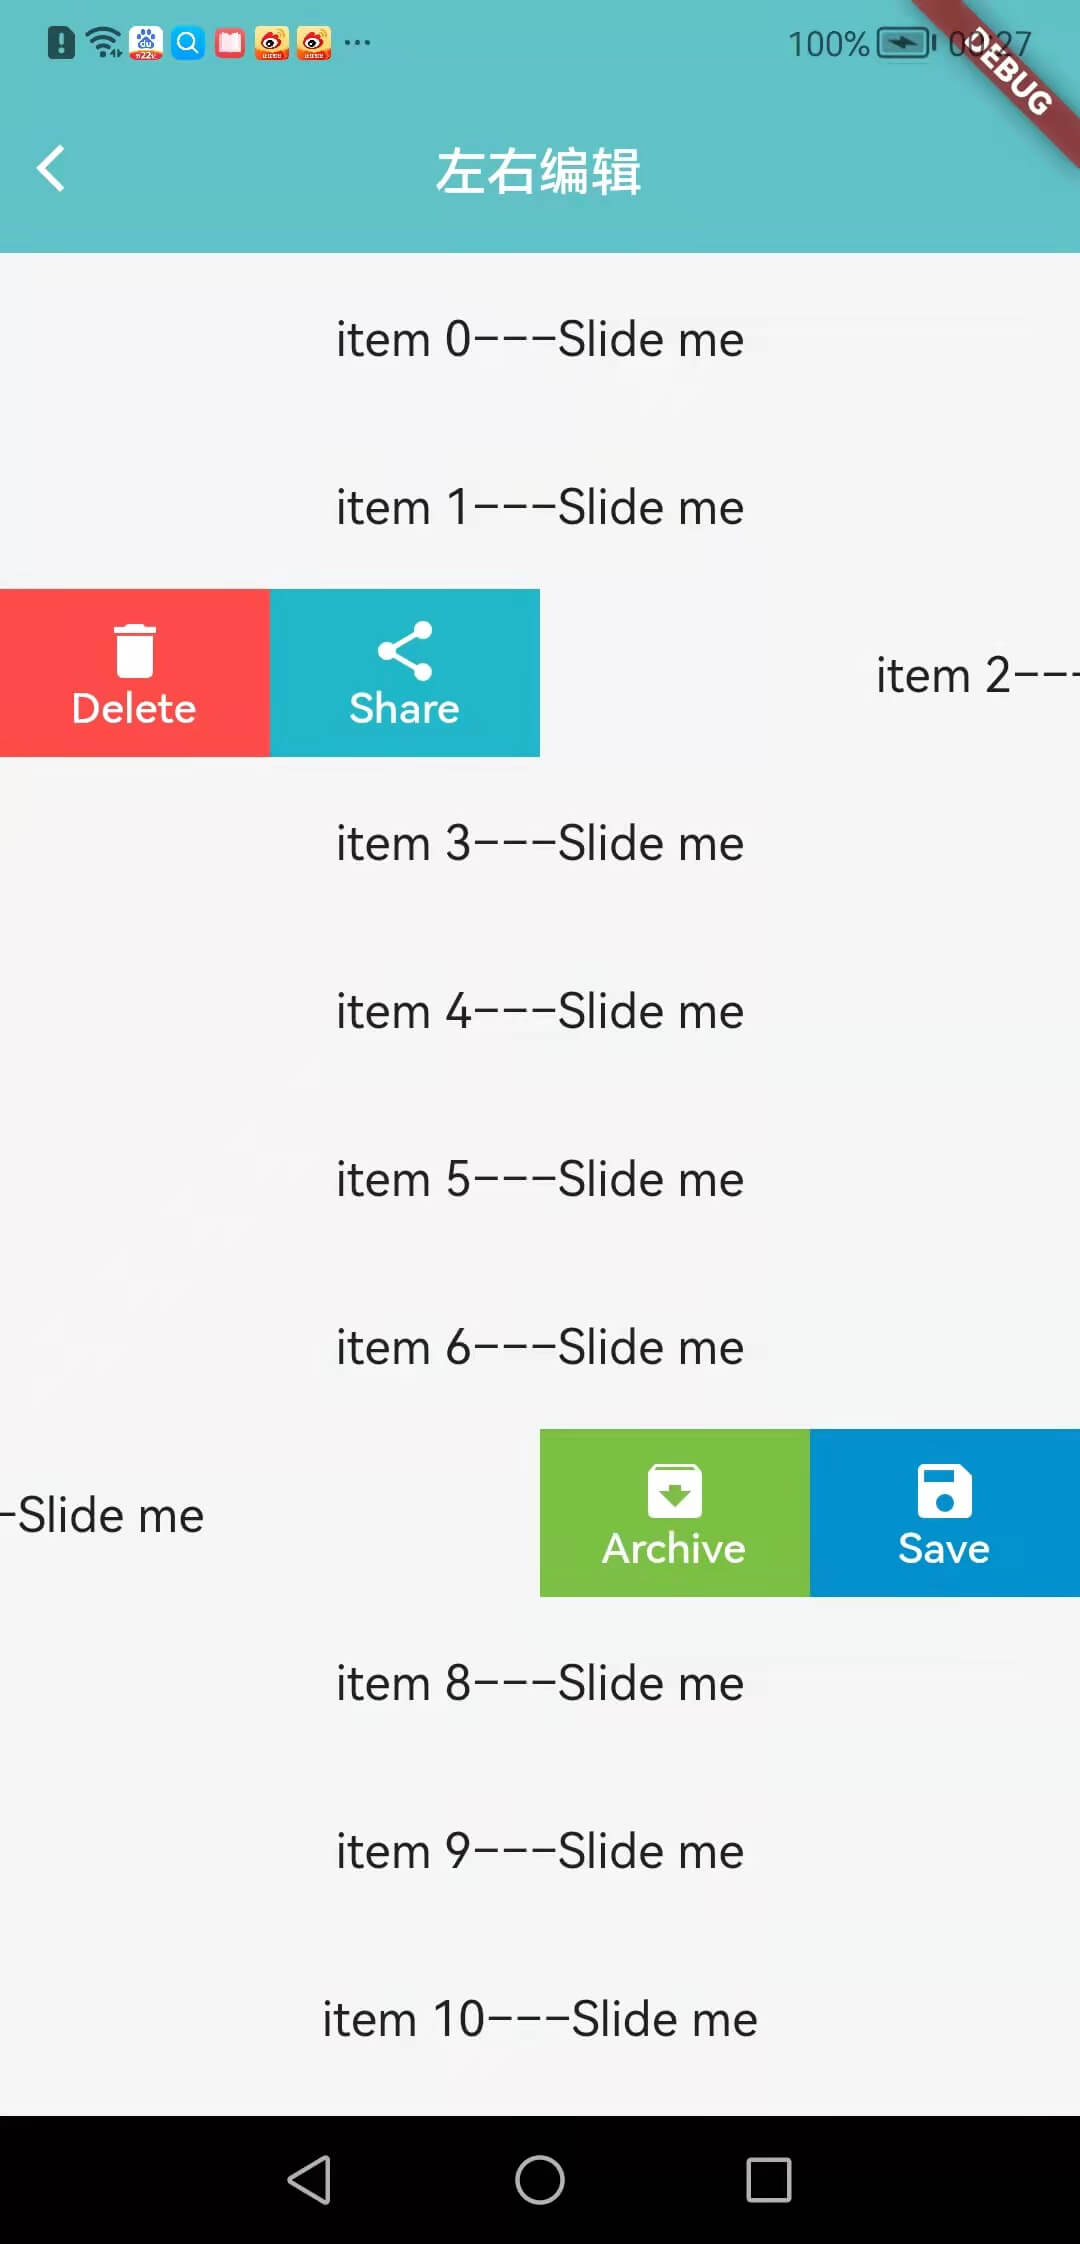 100% 00:27
DEBUG
左右编辑
item 0---Slide me
item 1---Slide me
Delete Share item 2---
item 3---Slide me
item 4---Slide me
item 5---Slide me
item 6---Slide me
-Slide me Archive Save
item 8---Slide me
item 9---Slide me
item 10---Slide me